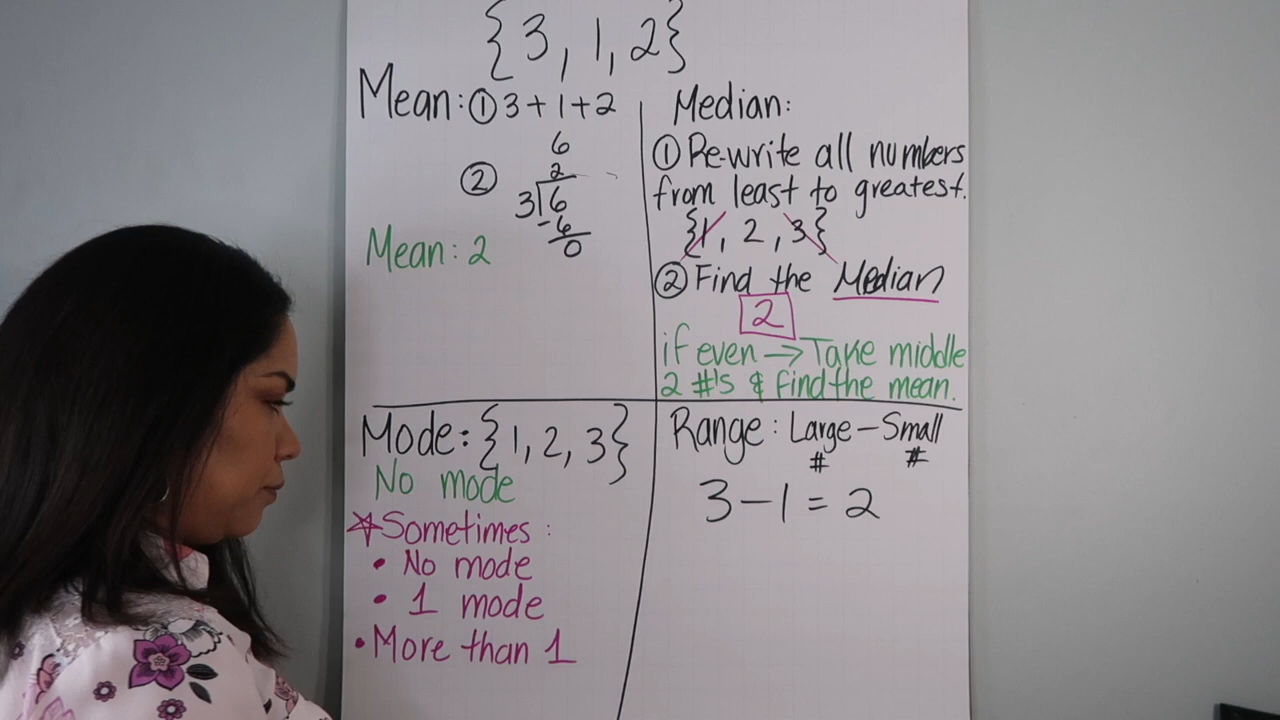 {3, 1, 2}
Mean: ① 3 + 1 + 2
6
② 2
3 6
- 6
0
Mean: 2
Median:
① Re-write all numbers
from least to greatest.
{1, 2, 3}
② Find the Median
2
if even → Take middle
2 #'s & find the mean.
Mode: {1, 2, 3}
No mode
☆ Sometimes:
• No mode
• 1 mode
• More than 1
Range: Large - Small
# #
3 - 1 = 2